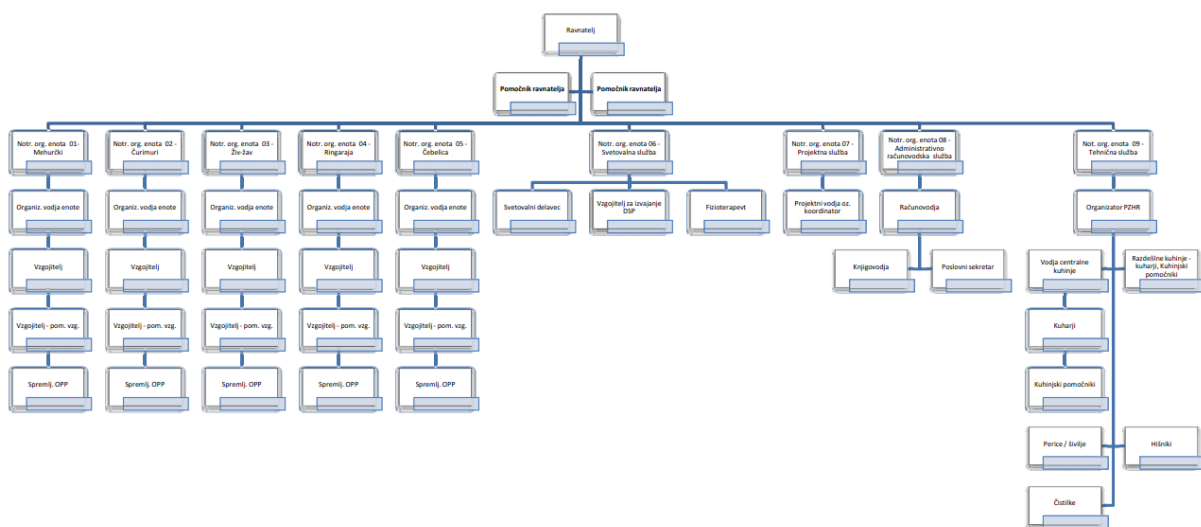 Ravnatelj
Pomočnik ravnatelja
Pomočnik ravnatelja
Notr. org. enota 01-
Mehurčki
Notr. org. enota 02 -
Čurimuri
Notr. org. enota 03 -
Živ-žav
Notr. org. enota 04 -
Ringaraja
Notr. org. enota 05 -
Čebelica
Notr. org. enota 06 -
Svetovalna služba
Notr. org. enota 07 -
Projektna služba
Notr. org. enota 08 -
Administrativno
računovodska služba
Not. org. enota 09 -
Tehnična služba
Organiz. vodja enote
Organiz. vodja enote
Organiz. vodja enote
Organiz. vodja enote
Organiz. vodja enote
Svetovalni delavec
Vzgojitelj za izvajanje
DSP
Fizioterapevt
Projektni vodja oz.
koordinator
Računovodja
Organizator PZHR
Vzgojitelj
Vzgojitelj
Vzgojitelj
Vzgojitelj
Vzgojitelj
Knjigovodja
Poslovni sekretar
Vodja centralne
kuhinje
Razdelilne kuhinje -
kuharji, Kuhinjski
pomočniki
Vzgojitelj - pom. vzg.
Vzgojitelj - pom. vzg.
Vzgojitelj - pom. vzg.
Vzgojitelj - pom. vzg.
Vzgojitelj - pom. vzg.
Kuharji
Spremlj. OPP
Spremlj. OPP
Spremlj. OPP
Spremlj. OPP
Spremlj. OPP
Kuhinjski pomočniki
Perice / šivilje
Hišniki
Čistilke